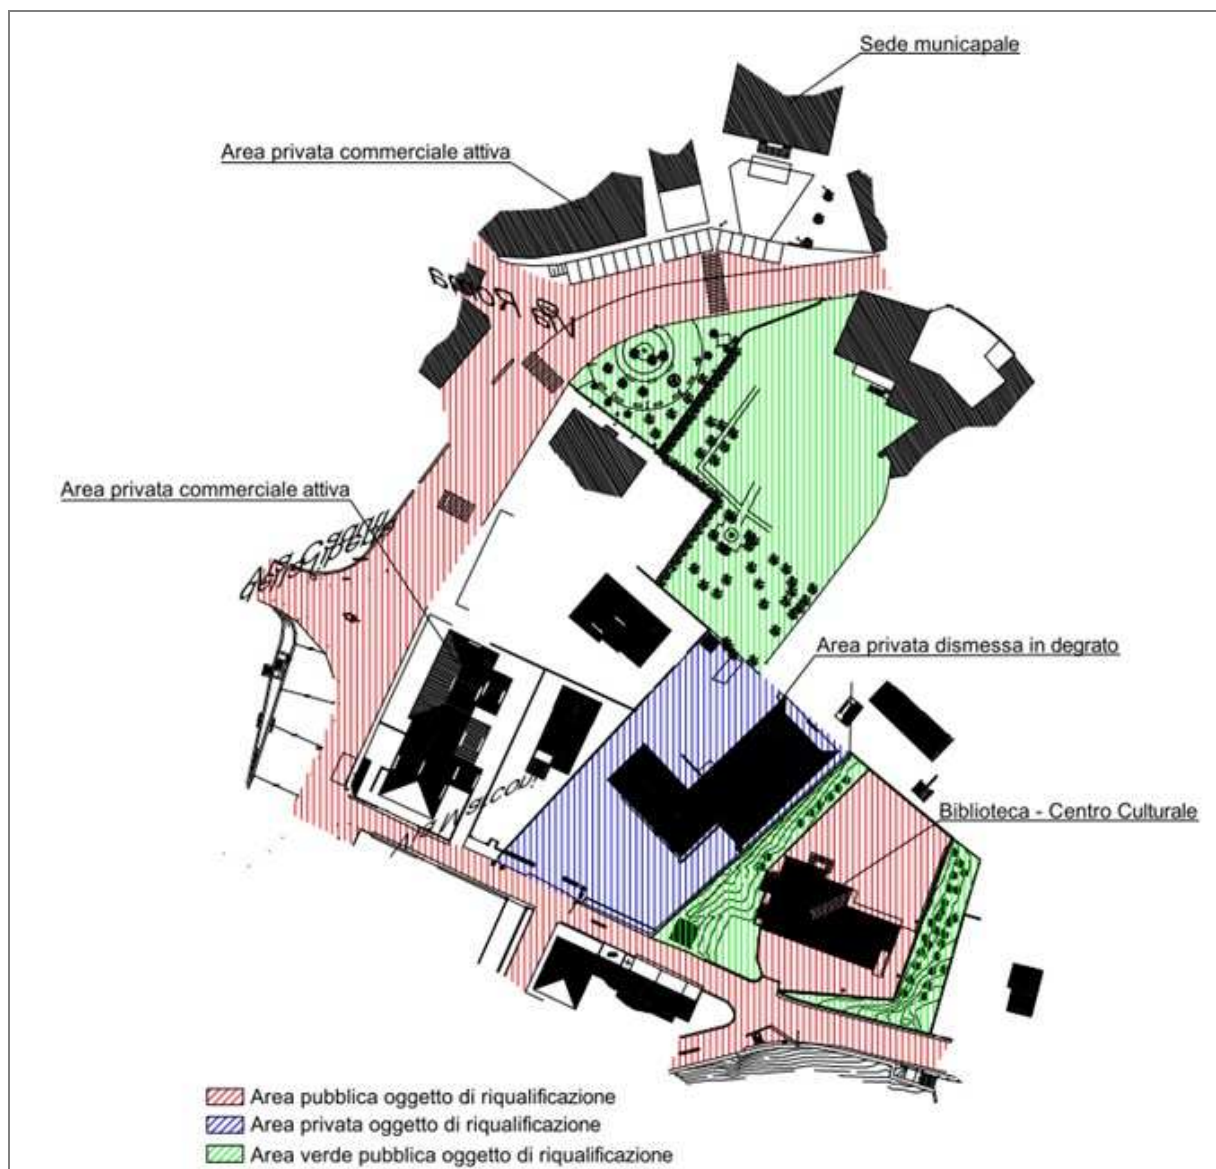 Sede municapale
Area privata commerciale attiva
Via Roma
Area privata commerciale attiva
Area privata dismessa in degrato
Biblioteca - Centro Culturale
Area pubblica oggetto di riqualificazione
Area privata oggetto di riqualificazione
Area verde pubblica oggetto di riqualificazione